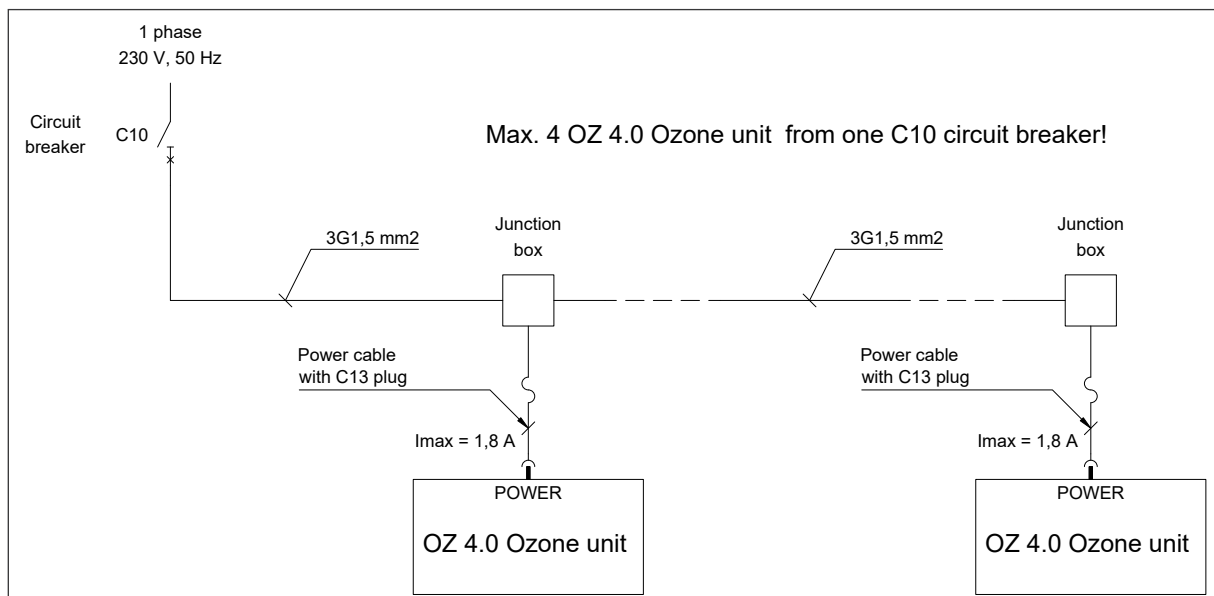 1 phase
230 V, 50 Hz
Circuit
breaker
C10
Max. 4 OZ 4.0 Ozone unit from one C10 circuit breaker!
3G1,5 mm2
Junction
box
3G1,5 mm2
Junction
box
Power cable
with C13 plug
Imax = 1,8 A
Power cable
with C13 plug
Imax = 1,8 A
POWER
OZ 4.0 Ozone unit
POWER
OZ 4.0 Ozone unit